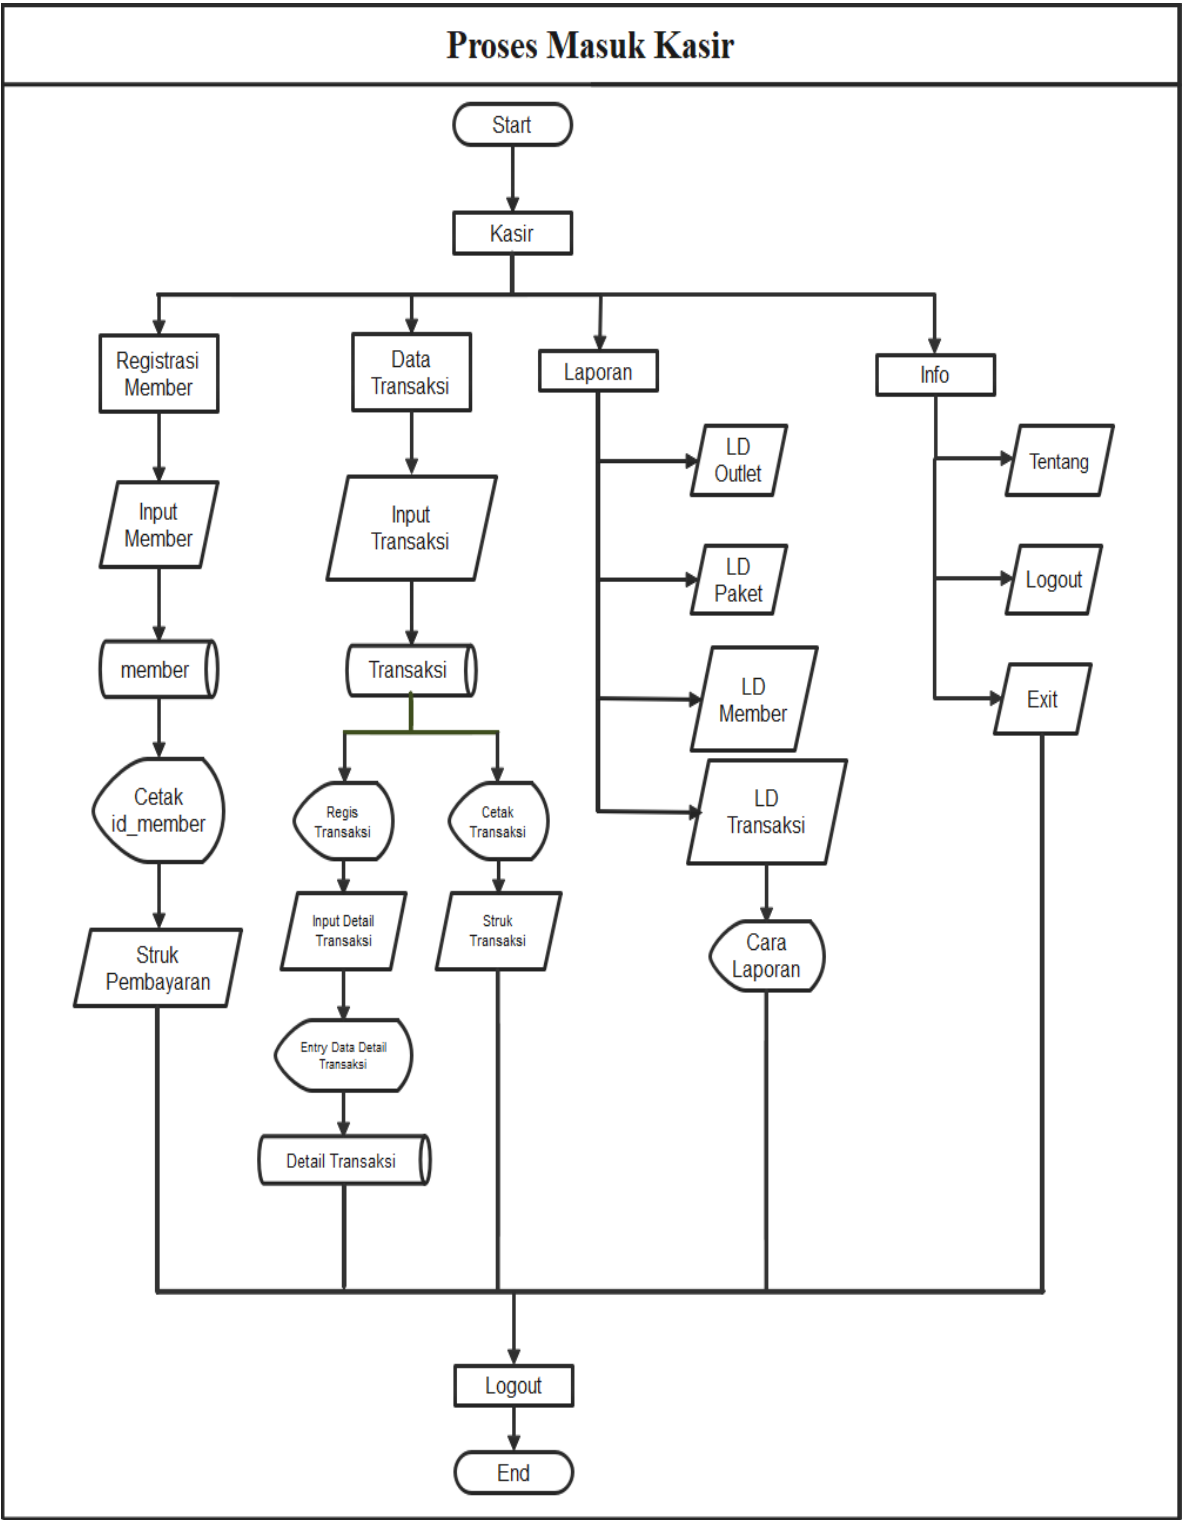 Proses Masuk Kasir
Start
Kasir
Registrasi
Member
Data
Transaksi
Laporan
Info
Input
Member
Input
Transaksi
LD
Outlet
Tentang
LD
Paket
Logout
member
Transaksi
LD
Member
Exit
Cetak
id_member
Regis
Transaksi
Cetak
Transaksi
LD
Transaksi
Input Detail
Transaksi
Struk
Transaksi
Struk
Pembayaran
Cara
Laporan
Entry Data Detail
Transaksi
Detail Transaksi
Logout
End